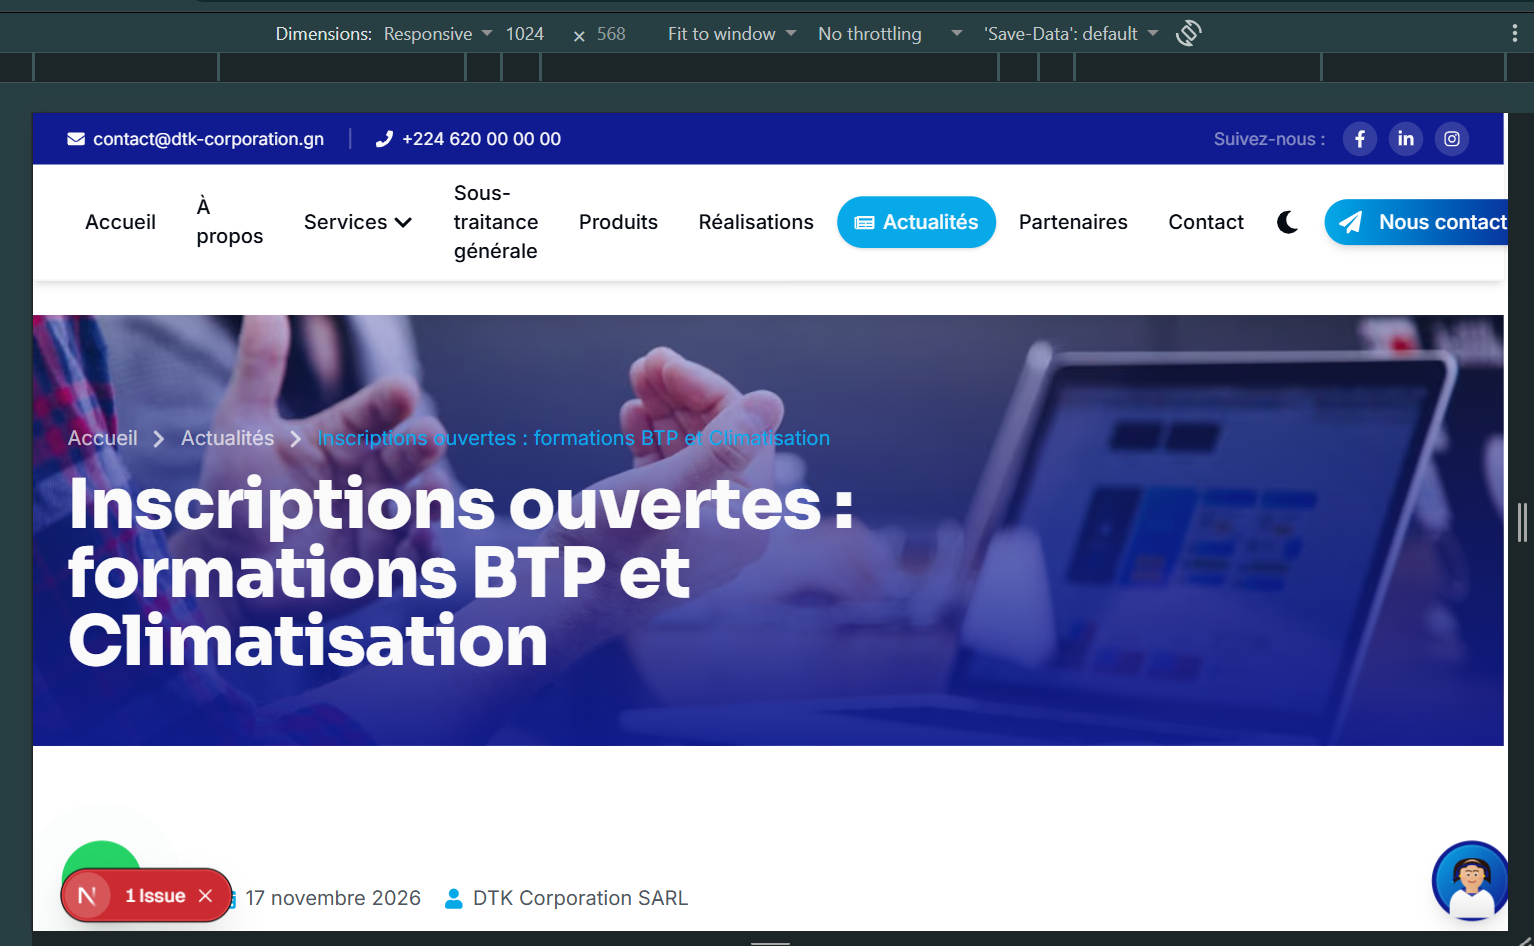 Dimensions: Responsive 1024 × 568 Fit to window No throttling 'Save-Data': default
contact@dtk-corporation.gn +224 620 00 00 00 Suivez-nous :
Accueil
À
propos
Services
Sous-
traitance
générale
Produits
Réalisations
Actualités
Partenaires
Contact
Nous contact
Accueil Actualités Inscriptions ouvertes : formations BTP et Climatisation
Inscriptions ouvertes :
formations BTP et
Climatisation
N 1 Issue
17 novembre 2026 DTK Corporation SARL